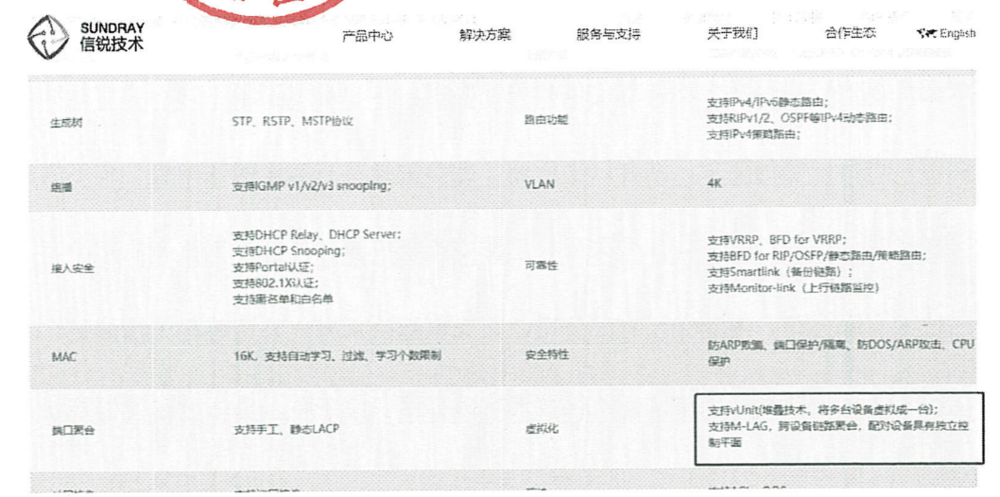 SUNDRAY
信锐技术
产品中心 解决方案 服务与支持 关于我们 合作生态 English
生成树 STP、RSTP、MSTP协议 路由功能 支持IPv4/IPv6静态路由;
支持RIPv1/2、OSPF等IPv4动态路由;
支持IPv4策略路由;
组播 支持IGMP v1/v2/v3 snooping; VLAN 4K
接入安全 支持DHCP Relay、DHCP Server;
支持DHCP Snooping;
支持Portal认证;
支持802.1X认证;
支持黑名单和白名单
可靠性 支持VRRP、BFD for VRRP;
支持BFD for RIP/OSFP/静态路由/策略路由;
支持Smartlink（备份链路）;
支持Monitor-link（上行链路监控）
MAC 16K，支持自动学习、过滤、学习个数限制 安全特性 防ARP欺骗、端口保护/隔离、防DOS/ARP攻击、CPU
保护
端口聚合 支持手工、静态LACP 虚拟化 支持vUnit(堆叠技术，将多台设备虚拟成一台);
支持M-LAG，跨设备链路聚合，配对设备具有独立控
制平面